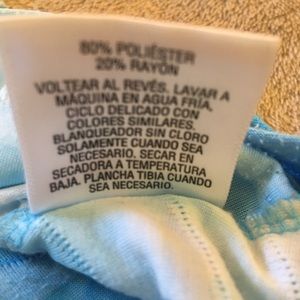 80% POLIÉSTER
20% RAYÓN
VOLTEAR AL REVÉS. LAVAR A
MÁQUINA EN AGUA FRÍA,
CICLO DELICADO CON
COLORES SIMILARES.
BLANQUEADOR SIN CLORO
SOLAMENTE CUANDO SEA
NECESARIO. SECAR EN
SECADORA A TEMPERATURA
BAJA. PLANCHA TIBIA CUANDO
SEA NECESARIO.